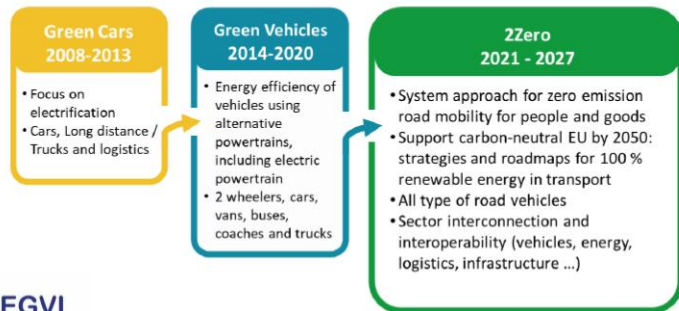 Green Cars
2008-2013
• Focus on
electrification
• Cars, Long distance /
Trucks and logistics
Green Vehicles
2014-2020
• Energy efficiency of
vehicles using
alternative
powertrains,
including electric
powertrain
• 2 wheelers, cars,
vans, buses,
coaches and trucks
2Zero
2021 - 2027
• System approach for zero emission
road mobility for people and goods
• Support carbon-neutral EU by 2050:
strategies and roadmaps for 100 %
renewable energy in transport
• All type of road vehicles
• Sector interconnection and
interoperability (vehicles, energy,
logistics, infrastructure ...)
EGVI